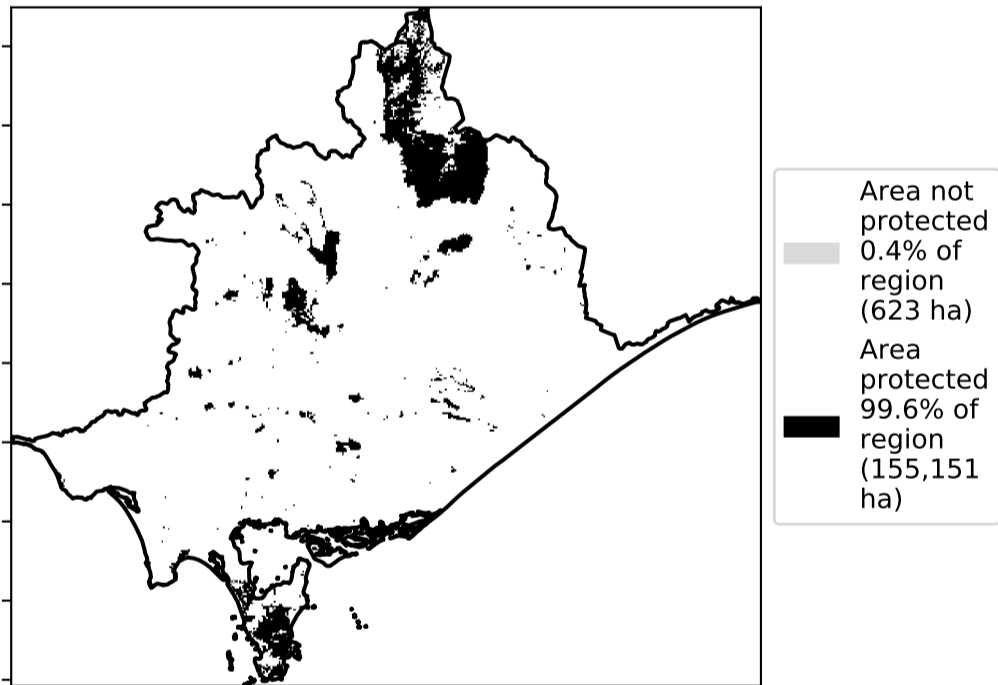 Area not
protected
0.4% of
region
(623 ha)
Area
protected
99.6% of
region
(155,151
ha)